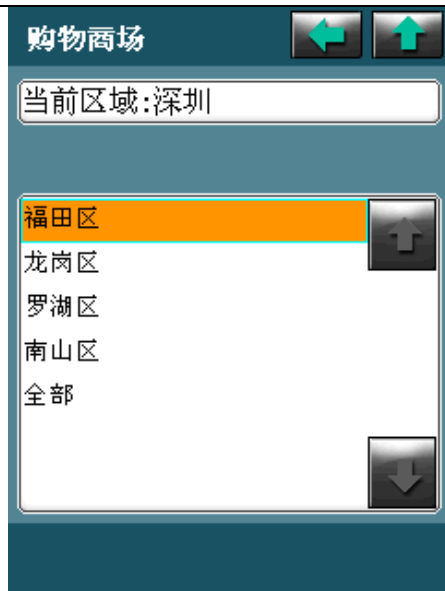 购物商场
当前区域:深圳
福田区
龙岗区
罗湖区
南山区
全部